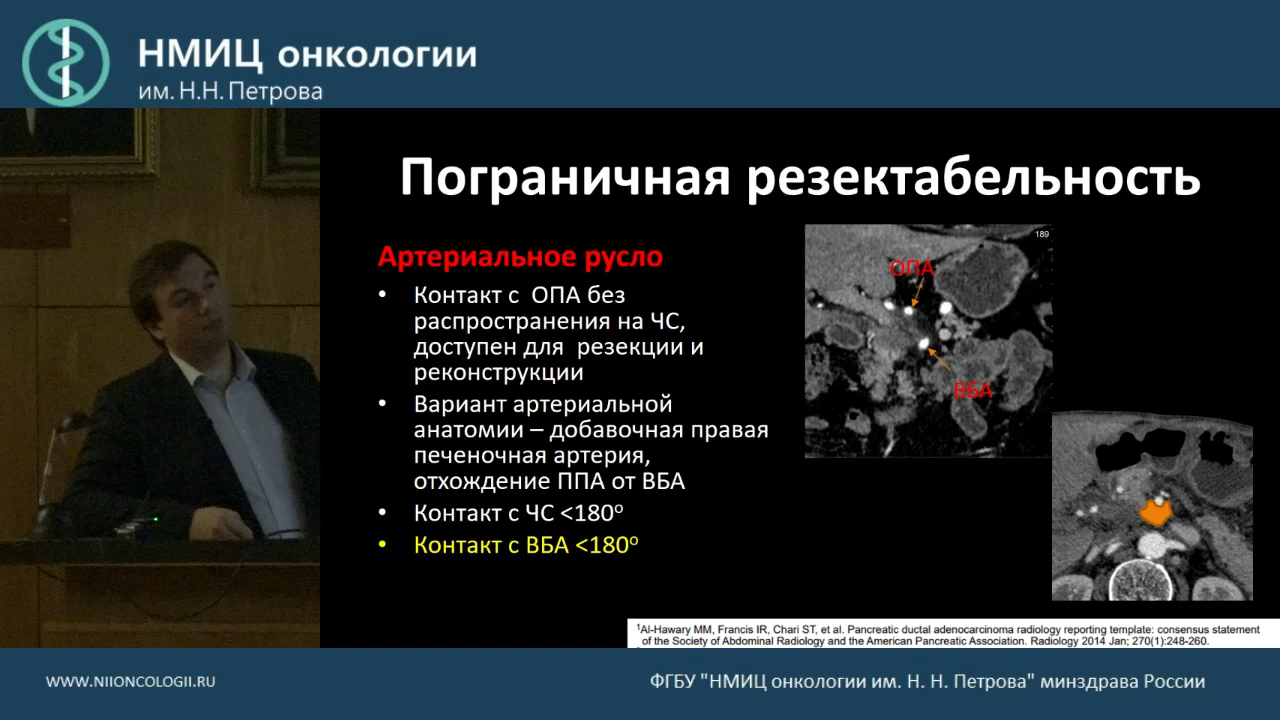 НМИЦ онкологии
им. Н.Н. Петрова
Пограничная резектабельность
Артериальное русло
• Контакт с ОПА без
распространения на ЧС,
доступен для резекции и
реконструкции
• Вариант артериальной
анатомии – добавочная правая
печеночная артерия,
отхождение ППА от ВБА
• Контакт с ЧС <180º
• Контакт с ВБА <180º
189
ОПА
ВБА
¹Al-Hawary MM, Francis IR, Chari ST, et al. Pancreatic ductal adenocarcinoma radiology reporting template: consensus statement
of the Society of Abdominal Radiology and the American Pancreatic Association. Radiology 2014 Jan; 270(1):248-260.
WWW.NIIONCOLOGII.RU
ФГБУ "НМИЦ онкологии им. Н. Н. Петрова" минздрава России